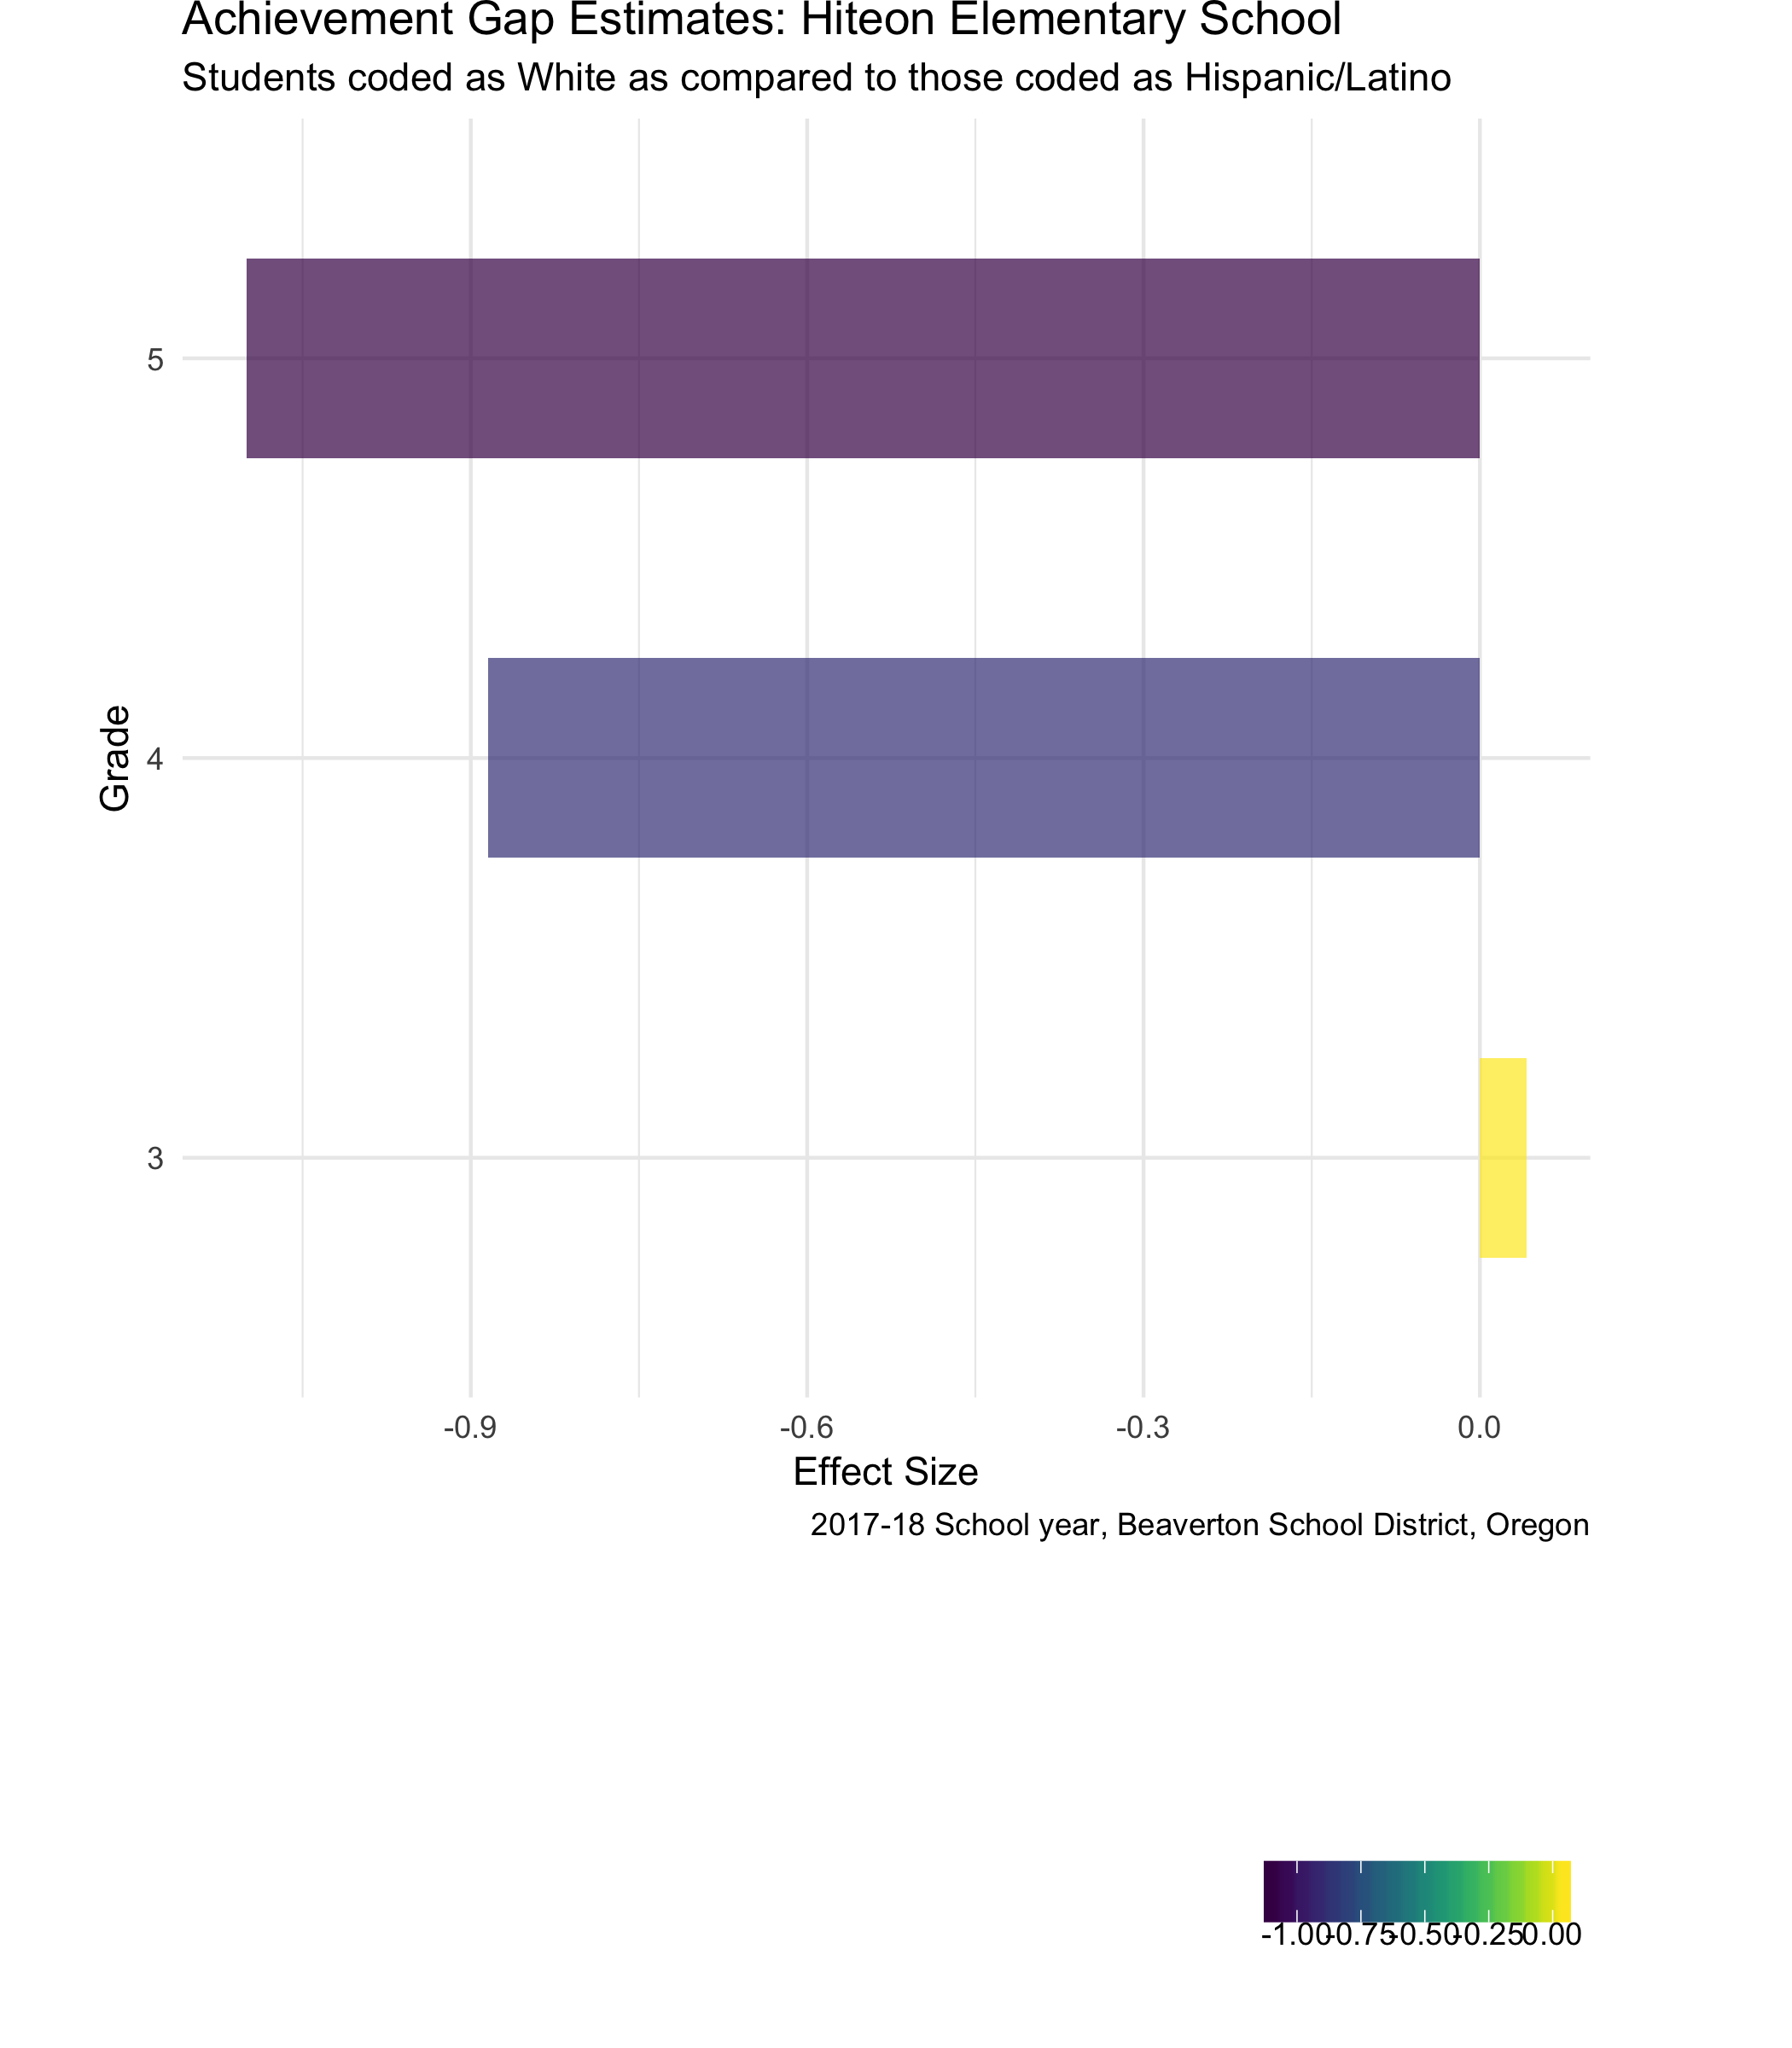 Achievement Gap Estimates: Hiteon Elementary School
Students coded as White as compared to those coded as Hispanic/Latino
5
4
3
Grade
-0.9 -0.6 -0.3 0.0
Effect Size
2017-18 School year, Beaverton School District, Oregon
-1.00 -0.75 -0.50 -0.25 0.00